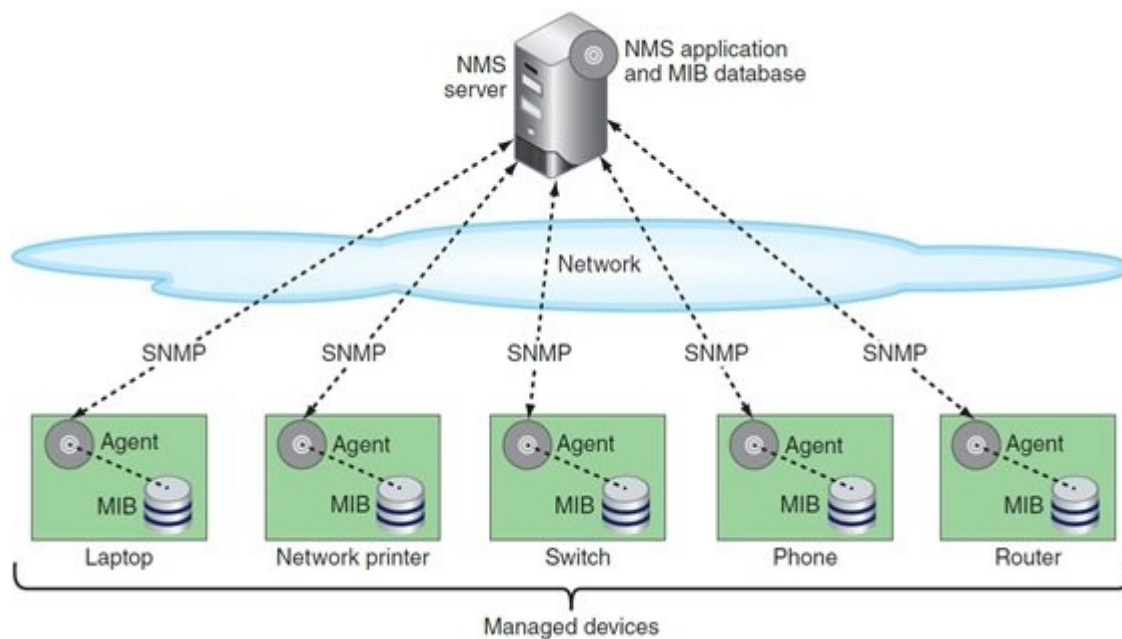 NMS
server
NMS application
and MIB database
Network
SNMP
SNMP
SNMP
SNMP
SNMP
Agent
MIB
Agent
MIB
Agent
MIB
Agent
MIB
Agent
MIB
Laptop
Network printer
Switch
Phone
Router
Managed devices